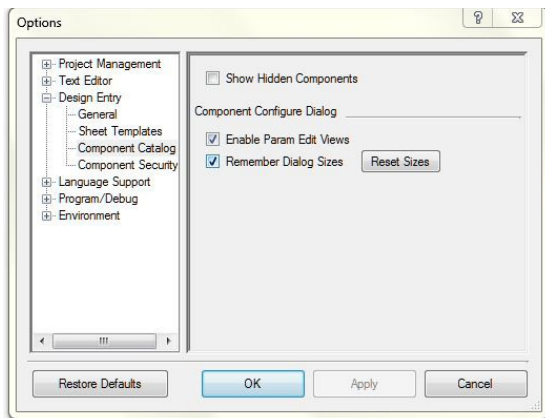 Options
Project Management
Text Editor
Design Entry
General
Sheet Templates
Component Catalog
Component Security
Language Support
Program/Debug
Environment
Show Hidden Components
Component Configure Dialog
Enable Param Edit Views
Remember Dialog Sizes
Reset Sizes
Restore Defaults
OK
Apply
Cancel